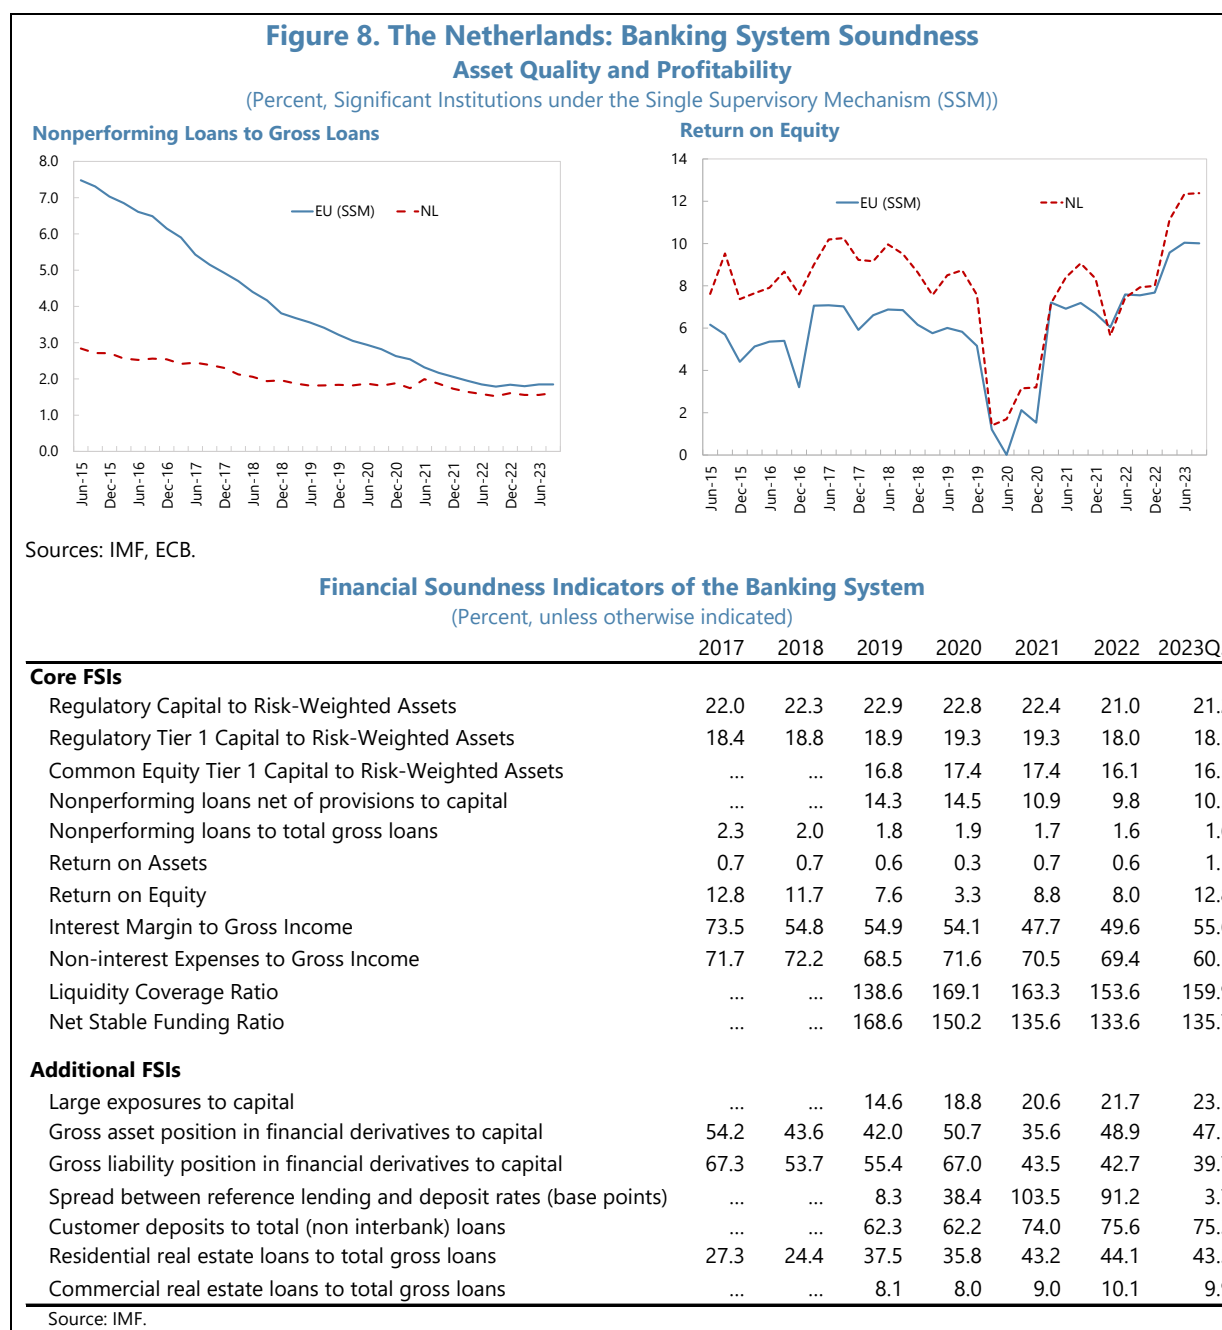 Figure 8. The Netherlands: Banking System Soundness
Asset Quality and Profitability
(Percent, Significant Institutions under the Single Supervisory Mechanism (SSM))
Nonperforming Loans to Gross Loans
8.0
7.0
6.0
5.0
4.0
3.0
2.0
1.0
0.0
EU (SSM) NL
Jun-15 Dec-15 Jun-16 Dec-16 Jun-17 Dec-17 Jun-18 Dec-18 Jun-19 Dec-19 Jun-20 Dec-20 Jun-21 Dec-21 Jun-22 Dec-22 Jun-23
Return on Equity
14
12
10
8
6
4
2
0
EU (SSM) NL
Jun-15 Dec-15 Jun-16 Dec-16 Jun-17 Dec-17 Jun-18 Dec-18 Jun-19 Dec-19 Jun-20 Dec-20 Jun-21 Dec-21 Jun-22 Dec-22 Jun-23
Sources: IMF, ECB.
Financial Soundness Indicators of the Banking System
(Percent, unless otherwise indicated)
2017 2018 2019 2020 2021 2022 2023Q
Core FSIs
Regulatory Capital to Risk-Weighted Assets 22.0 22.3 22.9 22.8 22.4 21.0 21.
Regulatory Tier 1 Capital to Risk-Weighted Assets 18.4 18.8 18.9 19.3 19.3 18.0 18.
Common Equity Tier 1 Capital to Risk-Weighted Assets ... ... 16.8 17.4 17.4 16.1 16.
Nonperforming loans net of provisions to capital ... ... 14.3 14.5 10.9 9.8 10.
Nonperforming loans to total gross loans 2.3 2.0 1.8 1.9 1.7 1.6 1.
Return on Assets 0.7 0.7 0.6 0.3 0.7 0.6 1.
Return on Equity 12.8 11.7 7.6 3.3 8.8 8.0 12.
Interest Margin to Gross Income 73.5 54.8 54.9 54.1 47.7 49.6 55.
Non-interest Expenses to Gross Income 71.7 72.2 68.5 71.6 70.5 69.4 60.
Liquidity Coverage Ratio ... ... 138.6 169.1 163.3 153.6 159.
Net Stable Funding Ratio ... ... 168.6 150.2 135.6 133.6 135.
Additional FSIs
Large exposures to capital ... ... 14.6 18.8 20.6 21.7 23.
Gross asset position in financial derivatives to capital 54.2 43.6 42.0 50.7 35.6 48.9 47.
Gross liability position in financial derivatives to capital 67.3 53.7 55.4 67.0 43.5 42.7 39.
Spread between reference lending and deposit rates (base points) ... ... 8.3 38.4 103.5 91.2 3.
Customer deposits to total (non interbank) loans ... ... 62.3 62.2 74.0 75.6 75.
Residential real estate loans to total gross loans 27.3 24.4 37.5 35.8 43.2 44.1 43.
Commercial real estate loans to total gross loans ... ... 8.1 8.0 9.0 10.1 9.
Source: IMF.